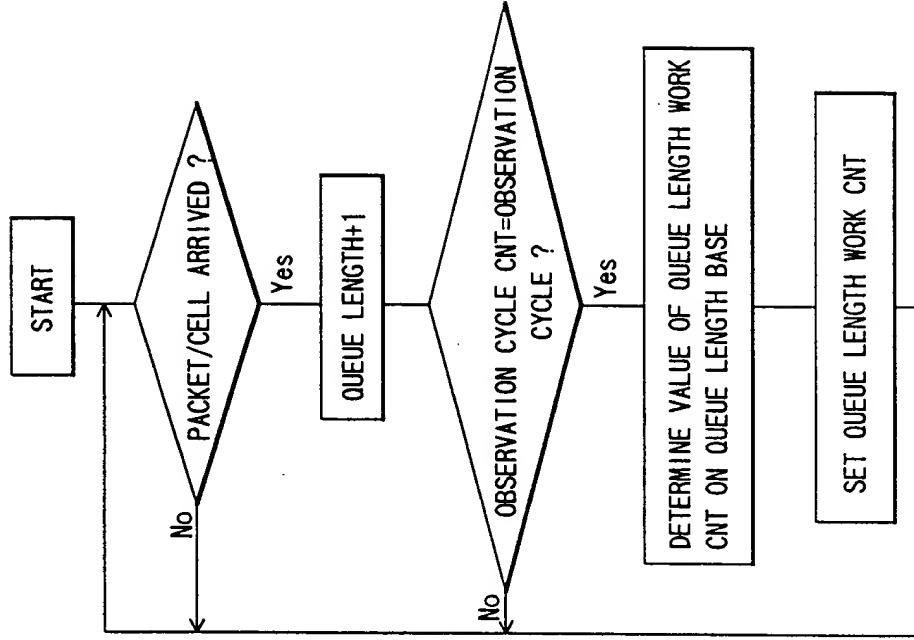 START
PACKET/CELL ARRIVED ?
No
Yes
QUEUE LENGTH+1
OBSERVATION CYCLE CNT=OBSERVATION
CYCLE ?
No
Yes
DETERMINE VALUE OF QUEUE LENGTH WORK
CNT ON QUEUE LENGTH BASE
SET QUEUE LENGTH WORK CNT